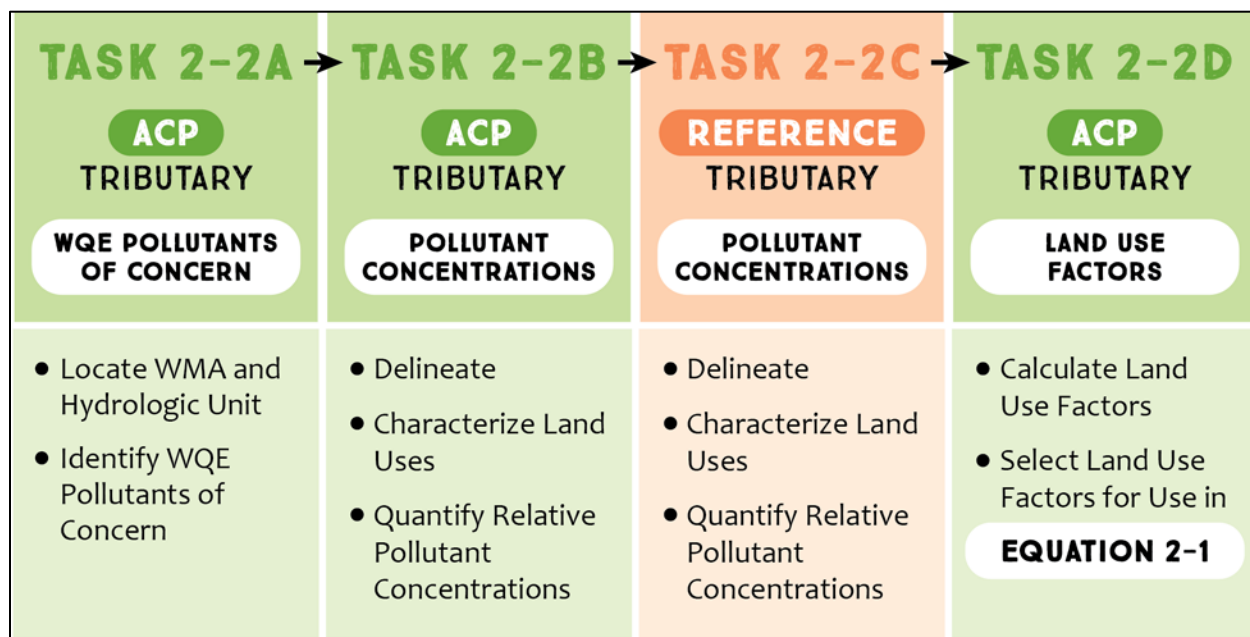 TASK 2-2A
ACP
TRIBUTARY
WQE POLLUTANTS
OF CONCERN
• Locate WMA and
Hydrologic Unit
• Identify WQE
Pollutants of
Concern
TASK 2-2B
ACP
TRIBUTARY
POLLUTANT
CONCENTRATIONS
• Delineate
• Characterize Land
Uses
• Quantify Relative
Pollutant
Concentrations
TASK 2-2C
REFERENCE
TRIBUTARY
POLLUTANT
CONCENTRATIONS
• Delineate
• Characterize Land
Uses
• Quantify Relative
Pollutant
Concentrations
TASK 2-2D
ACP
TRIBUTARY
LAND USE
FACTORS
• Calculate Land
Use Factors
• Select Land Use
Factors for Use in
EQUATION 2-1